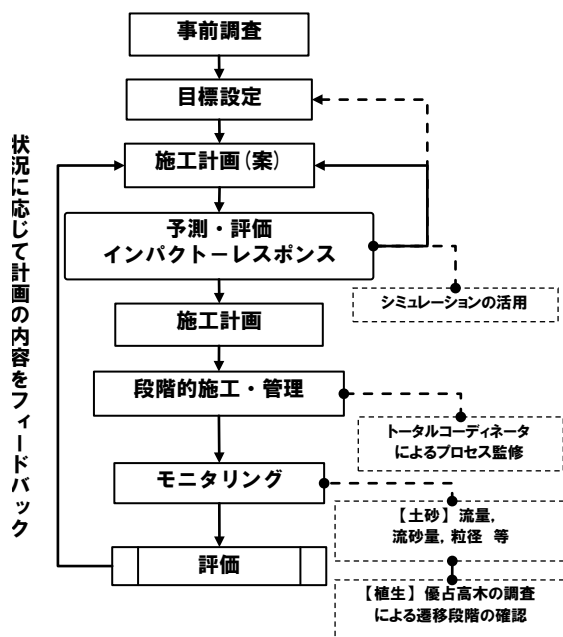 事前調査
目標設定
施工計画(案)
予測・評価
インパクトーレスポンス
シミュレーションの活用
施工計画
段階的施工・管理
トータルコーディネータ
によるプロセス監修
モニタリング
【土砂】流量,
流砂量, 粒径 等
評価
【植生】優占高木の調査
による遷移段階の確認
状況に応じて計画の内容をフィードバック